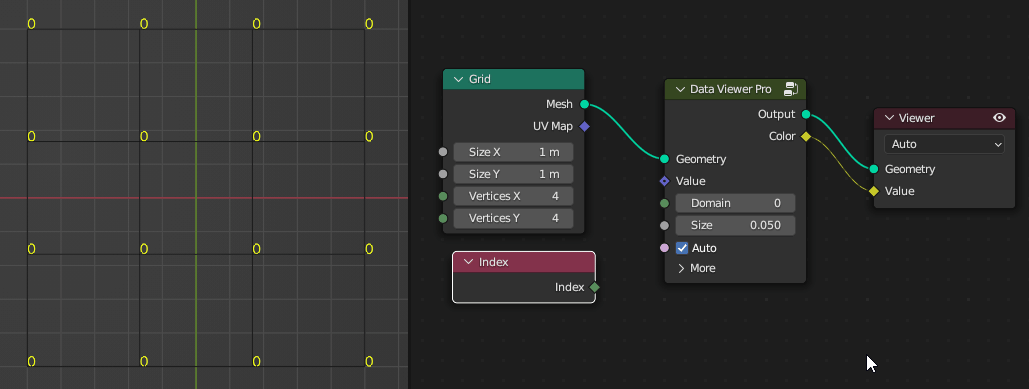 0 0 0 0
0 0 0 0
0 0 0 0
0 0 0 0
Grid
Mesh
UV Map
Size X 1 m
Size Y 1 m
Vertices X 4
Vertices Y 4
Index
Index
Data Viewer Pro
Output
Color
Geometry
Value
Domain 0
Size 0.050
Auto
More
Viewer
Auto
Geometry
Value